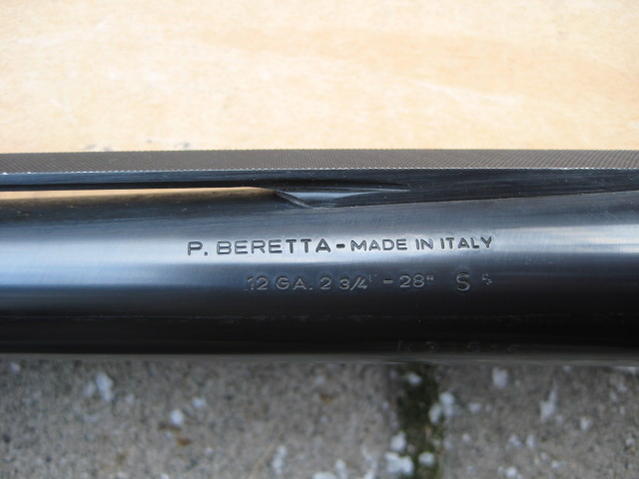 P. BERETTA - MADE IN ITALY
12 GA. 2 3/4" - 28" S